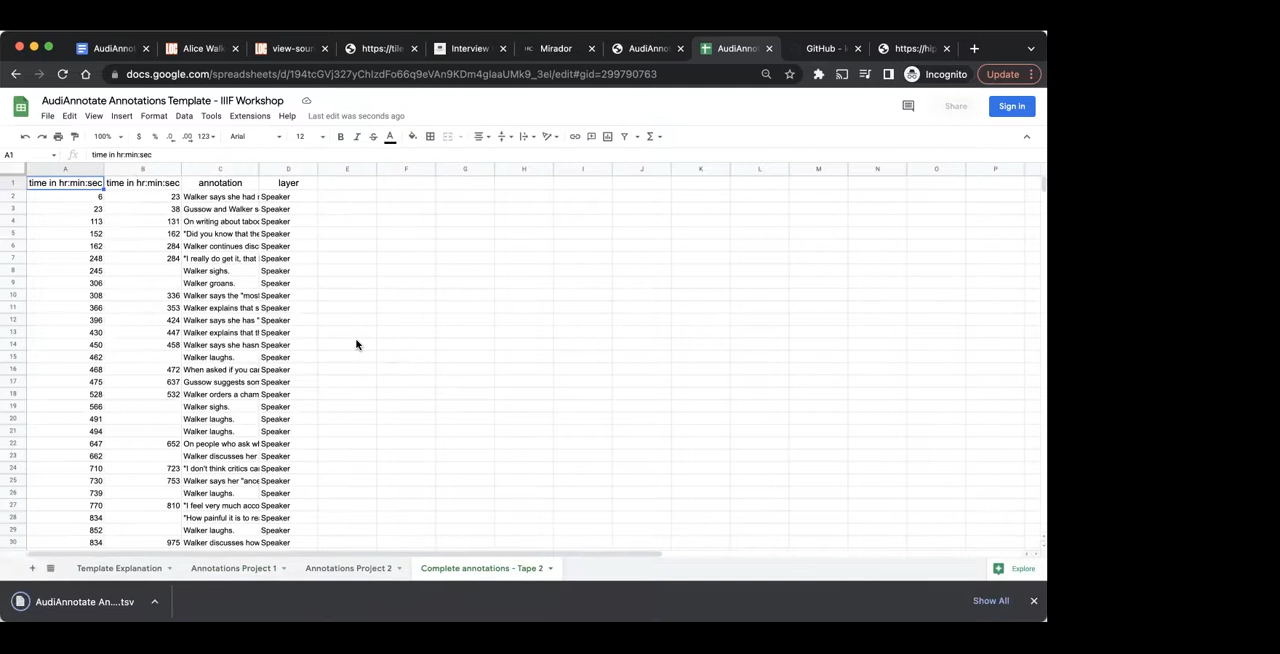 AudiAnnot
Alice Walk
view-sour
https://tile
Interview
Mirador
AudiAnno
AudiAnno
GitHub -
https://hip
docs.google.com/spreadsheets/d/194tcGVj327yChIzdFo66q9eVAn9KDm4glaaUMk9_3eI/edit#gid=299790763
Incognito
Update
AudiAnnotate Annotations Template - IIIF Workshop
File Edit View Insert Format Data Tools Extensions Help Last edit was seconds ago
Share
Sign in
100% $ % .0 .00 123 Arial 12 B I S A
A1 fx time in hr:min:sec
A B C D E F G H I J K L M N O P
1 time in hr:min:sec time in hr:min:sec annotation layer
2 6 23 Walker says she had Speaker
3 23 38 Gussow and Walker s Speaker
4 113 131 On writing about taboo Speaker
5 152 162 "Did you know that the Speaker
6 162 284 Walker continues disc Speaker
7 248 284 "I really do get it, that Speaker
8 245 Walker sighs. Speaker
9 306 Walker groans. Speaker
10 308 336 Walker says the "most Speaker
11 366 353 Walker explains that s Speaker
12 396 424 Walker says she has " Speaker
13 430 447 Walker explains that th Speaker
14 450 458 Walker says she hasn Speaker
15 462 Walker laughs. Speaker
16 468 472 When asked if you ca Speaker
17 475 637 Gussow suggests son Speaker
18 528 532 Walker orders a cham Speaker
19 566 Walker sighs. Speaker
20 491 Walker laughs. Speaker
21 494 Walker laughs. Speaker
22 647 652 On people who ask wh Speaker
23 662 Walker discusses her Speaker
24 710 723 "I don't think critics ca Speaker
25 730 753 Walker says her "ance Speaker
26 739 Walker laughs. Speaker
27 770 810 "I feel very much acco Speaker
28 834 "How painful it is to re Speaker
29 852 Walker laughs. Speaker
30 834 975 Walker discusses how Speaker
Template Explanation Annotations Project 1 Annotations Project 2 Complete annotations - Tape 2 Explore
AudiAnnotate An....tsv
Show All